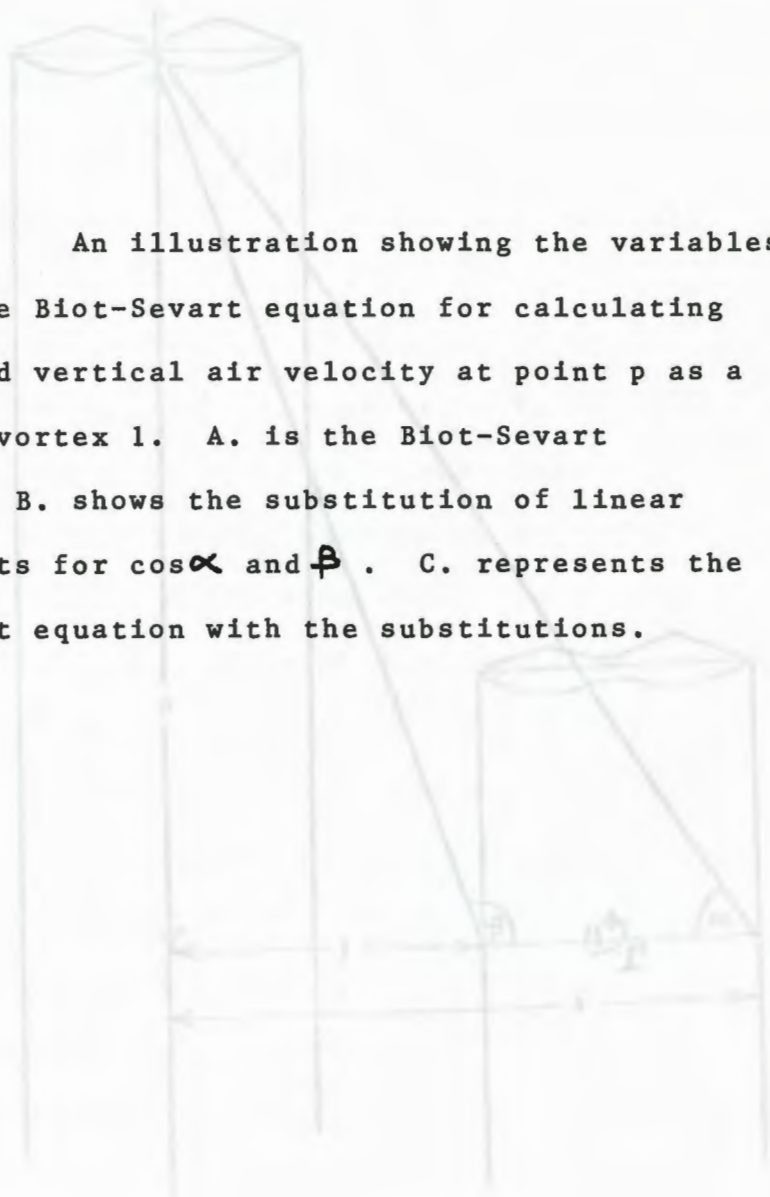 An illustration showing the variables
e Biot-Sevart equation for calculating
d vertical air velocity at point p as a
vortex 1. A. is the Biot-Sevart
B. shows the substitution of linear
ts for cos∝ and β . C. represents the
t equation with the substitutions.